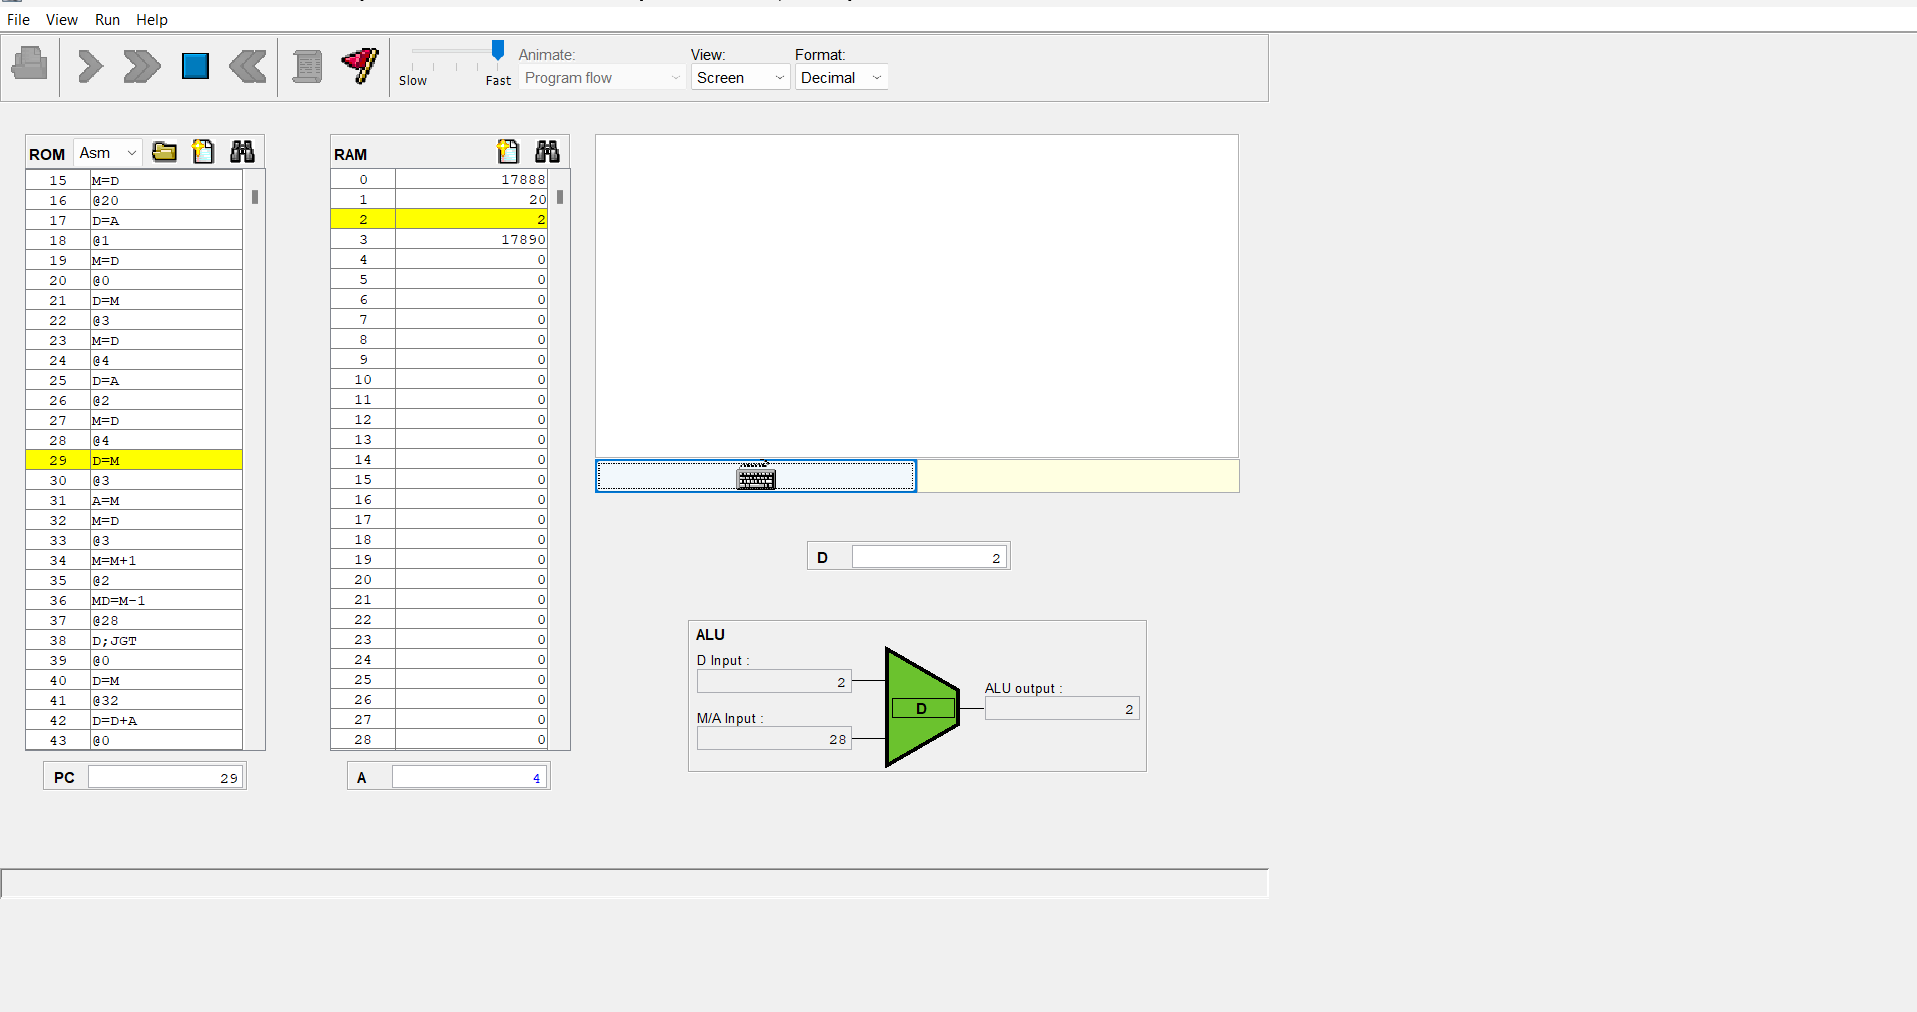 File View Run Help
Animate: View: Format:
Slow Fast Program flow Screen Decimal
ROM Asm
15 M=D
16 @20
17 D=A
18 @1
19 M=D
20 @0
21 D=M
22 @3
23 M=D
24 @4
25 D=A
26 @2
27 M=D
28 @4
29 D=M
30 @3
31 A=M
32 M=D
33 @3
34 M=M+1
35 @2
36 MD=M-1
37 @28
38 D;JGT
39 @0
40 D=M
41 @32
42 D=D+A
43 @0
PC 29
RAM
0 17888
1 20
2 2
3 17890
4 0
5 0
6 0
7 0
8 0
9 0
10 0
11 0
12 0
13 0
14 0
15 0
16 0
17 0
18 0
19 0
20 0
21 0
22 0
23 0
24 0
25 0
26 0
27 0
28 0
A 4
D 2
ALU
D Input :
2
M/A Input :
28
D
ALU output :
2